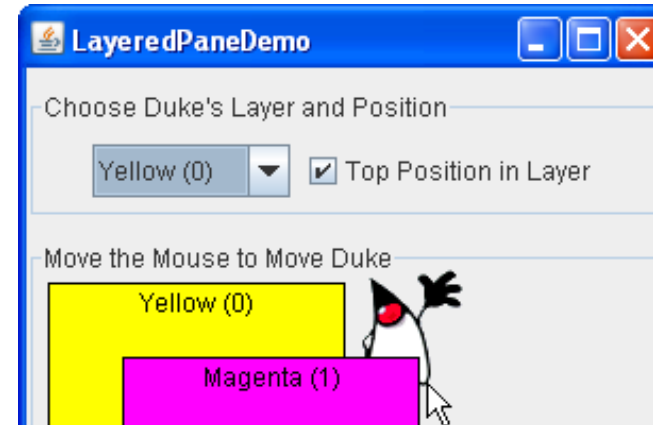 LayeredPaneDemo
Choose Duke's Layer and Position
Yellow (0) Top Position in Layer
Move the Mouse to Move Duke
Yellow (0)
Magenta (1)